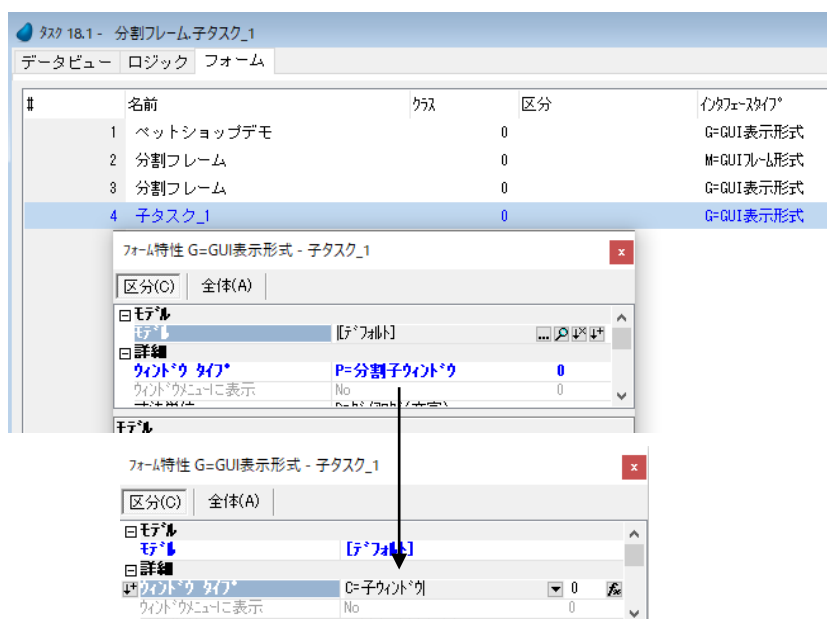 ﾀｽｸ 18.1 - 分割ﾌﾚｰﾑ.子ﾀｽｸ_1
データビュー ロジック フォーム
# 名前 ｸﾗｽ 区分 ｲﾝﾀﾌｪｰｽﾀｲﾌﾟ
1 ペットショップデモ 0 G=GUI表示形式
2 分割フレーム 0 M=GUIﾌﾚｰﾑ形式
3 分割フレーム 0 G=GUI表示形式
4 子タスク_1 0 G=GUI表示形式
ﾌｫｰﾑ特性 G=GUI表示形式 - 子タスク_1 x
区分(C) 全体(A)
モデﾙ
ﾓﾃﾞﾙ [ﾃﾞﾌｫﾙﾄ] ...
詳細
ｳｨﾝﾄﾞｳ ﾀｲﾌﾟ P=分割子ｳｨﾝﾄﾞｳ 0
ｳｨﾝﾄﾞｳﾒﾆｭｰに表示 No 0
ﾓﾃﾞﾙ
ﾌｫｰﾑ特性 G=GUI表示形式 - 子タスク_1 x
区分(C) 全体(A)
ﾓﾃﾞﾙ
ﾓﾃﾞﾙ [ﾃﾞﾌｫﾙﾄ]
詳細
ｳｨﾝﾄﾞｳ ﾀｲﾌﾟ C=子ｳｨﾝﾄﾞｳ 0 fx
ｳｨﾝﾄﾞｳﾒﾆｭｰに表示 No 0